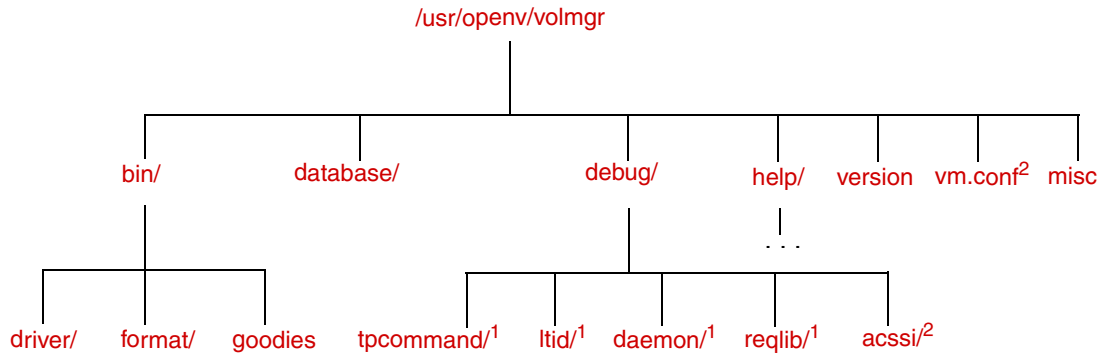 /usr/openv/volmgr
bin/ database/ debug/ help/ version vm.conf² misc
. . .
driver/ format/ goodies tpcommand/¹ ltid/¹ daemon/¹ reqlib/¹ acssi/²